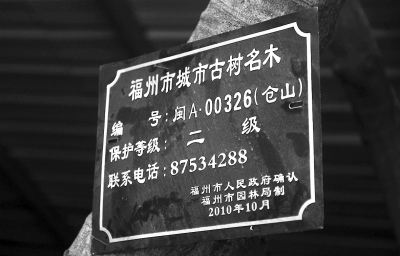 福州市城市古树名木
编 号:闽A·00326(仓山)
保护等级: 二 级
联系电话:87534288
福州市人民政府确认
福州市园林局制
2010年10月